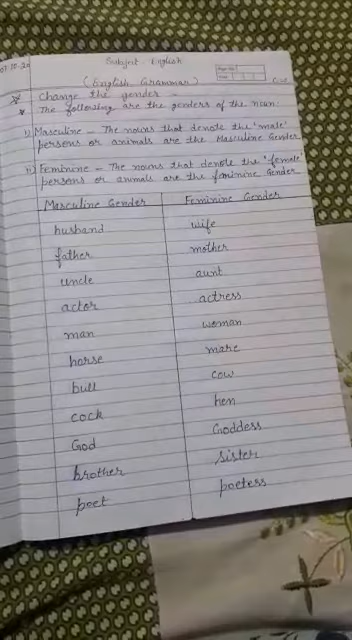 Subject - English
Page No.
Date
(English Grammar)
* Change the gender -
* The following are the genders of the noun.
i) Masculine - The nouns that denote the 'male'
persons or animals are the Masculine Gender
ii) Feminine - The nouns that denote the 'female'
persons or animals are the feminine Gender
Masculine Gender Feminine Gender
husband wife
father mother
uncle aunt
actor actress
man woman
horse mare
bull cow
cock hen
God Goddess
brother sister
poet poetess